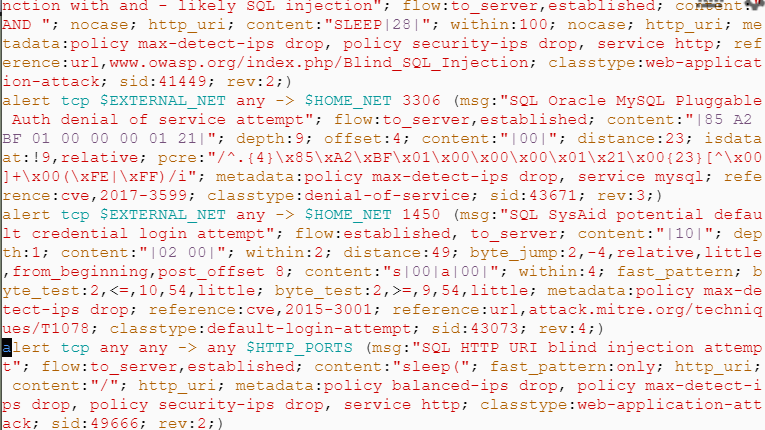 nction with and - likely SQL injection"; flow:to_server,established; content:"
AND "; nocase; http_uri; content:"SLEEP|28|"; within:100; nocase; http_uri; me
tadata:policy max-detect-ips drop, policy security-ips drop, service http; ref
erence:url,www.owasp.org/index.php/Blind_SQL_Injection; classtype:web-applicat
ion-attack; sid:41449; rev:2;)
alert tcp $EXTERNAL_NET any -> $HOME_NET 3306 (msg:"SQL Oracle MySQL Pluggable
 Auth denial of service attempt"; flow:to_server,established; content:"|85 A2
BF 01 00 00 00 01 21|"; depth:9; offset:4; content:"|00|"; distance:23; isdata
at:!9,relative; pcre:"/^.{4}\x85\xA2\xBF\x01\x00\x00\x00\x01\x21\x00{23}[^\x00
]+\x00(\xFE|\xFF)/i"; metadata:policy max-detect-ips drop, service mysql; refe
rence:cve,2017-3599; classtype:denial-of-service; sid:43671; rev:3;)
alert tcp $EXTERNAL_NET any -> $HOME_NET 1450 (msg:"SQL SysAid potential defau
lt credential login attempt"; flow:established, to_server; content:"|10|"; dep
th:1; content:"|02 00|"; within:2; distance:49; byte_jump:2,-4,relative,little
,from_beginning,post_offset 8; content:"s|00|a|00|"; within:4; fast_pattern; b
yte_test:2,<=,10,54,little; byte_test:2,>=,9,54,little; metadata:policy max-de
tect-ips drop; reference:cve,2015-3001; reference:url,attack.mitre.org/techniq
ues/T1078; classtype:default-login-attempt; sid:43073; rev:4;)
alert tcp any any -> any $HTTP_PORTS (msg:"SQL HTTP URI blind injection attemp
t"; flow:to_server,established; content:"sleep("; fast_pattern:only; http_uri;
 content:"/"; http_uri; metadata:policy balanced-ips drop, policy max-detect-i
ps drop, policy security-ips drop, service http; classtype:web-application-att
ack; sid:49666; rev:2;)